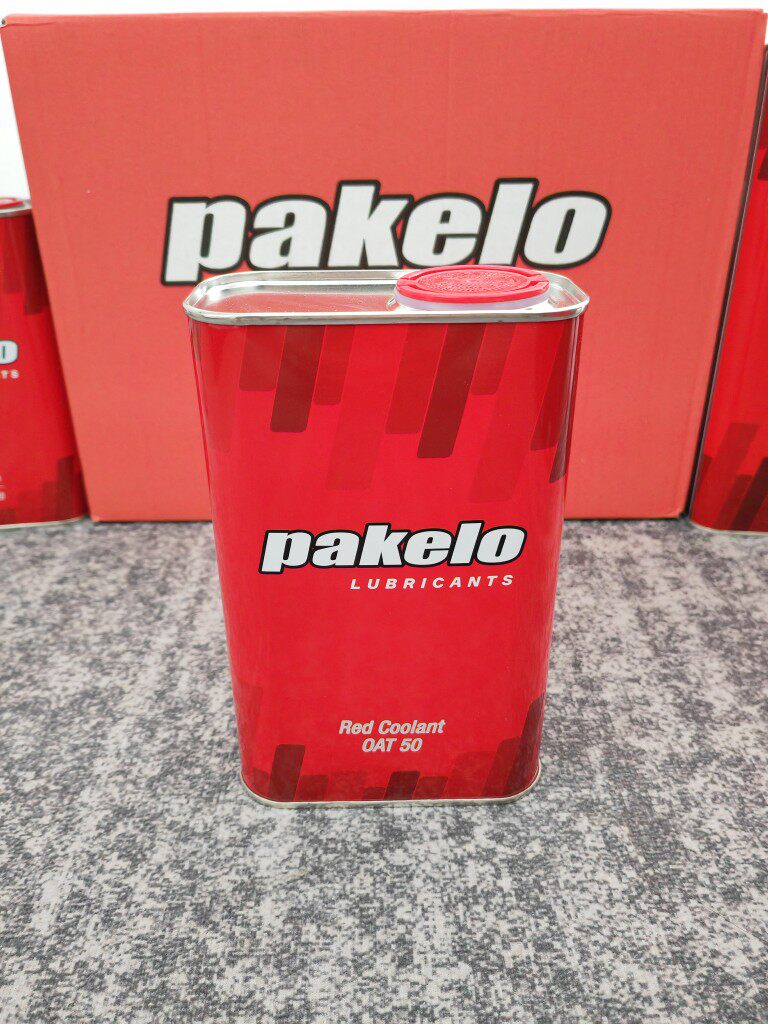 pakelo
pakelo
LUBRICANTS
Red Coolant
OAT 50